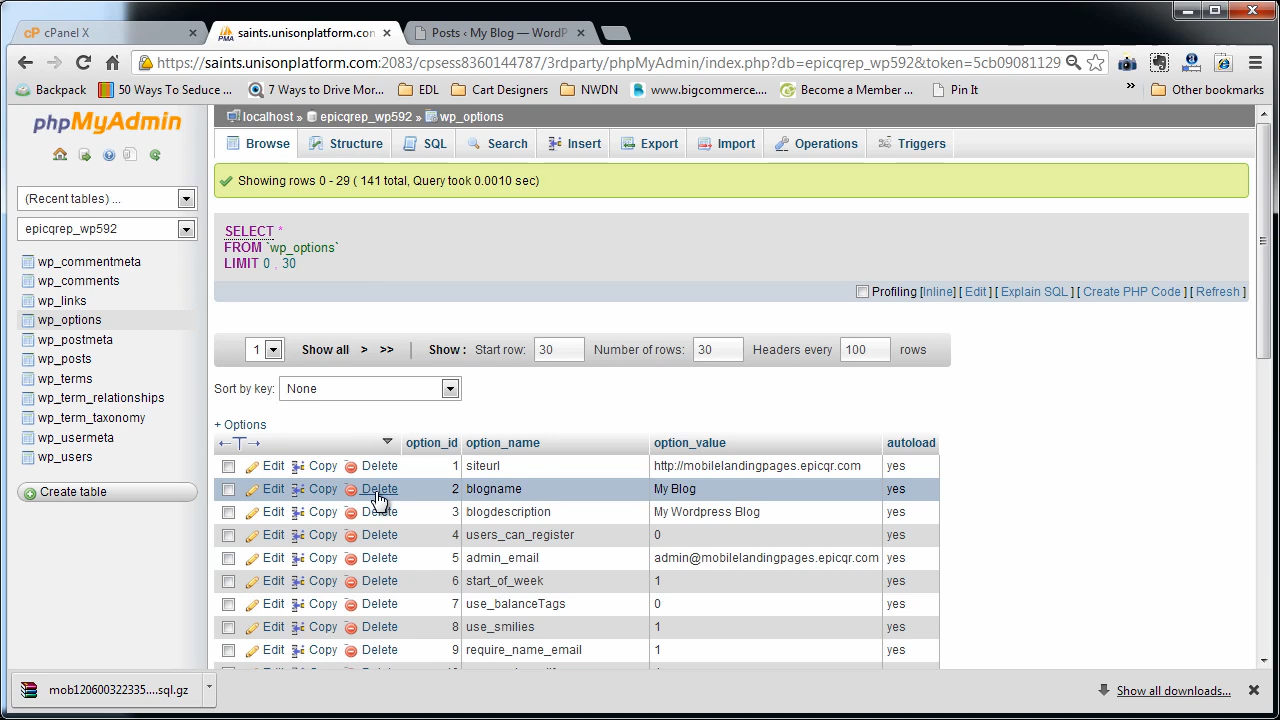 cP cPanel X
PMA saints.unisonplatform.con
Posts ‹ My Blog — WordP
https://saints.unisonplatform.com:2083/cpsess8360144787/3rdparty/phpMyAdmin/index.php?db=epicqrep_wp592&token=5cb09081129
Backpack
50 Ways To Seduce ...
7 Ways to Drive Mor...
EDL
Cart Designers
NWDN
www.bigcommerce....
Become a Member ...
Pin It
»
Other bookmarks
phpMyAdmin
localhost » epicqrep_wp592 » wp_options
Browse Structure SQL Search Insert Export Import Operations Triggers
(Recent tables) ...
epicqrep_wp592
wp_commentmeta
wp_comments
wp_links
wp_options
wp_postmeta
wp_posts
wp_terms
wp_term_relationships
wp_term_taxonomy
wp_usermeta
wp_users
Create table
Showing rows 0 - 29 ( 141 total, Query took 0.0010 sec)
SELECT *
FROM `wp_options`
LIMIT 0 , 30
Profiling [Inline] [ Edit ] [ Explain SQL ] [ Create PHP Code ] [ Refresh ]
1 Show all > >> | Show : Start row: 30 Number of rows: 30 Headers every 100 rows
Sort by key: None
+ Options
←T→ option_id option_name option_value autoload
Edit Copy Delete 1 siteurl http://mobilelandingpages.epicqr.com yes
Edit Copy Delete 2 blogname My Blog yes
Edit Copy Delete 3 blogdescription My Wordpress Blog yes
Edit Copy Delete 4 users_can_register 0 yes
Edit Copy Delete 5 admin_email admin@mobilelandingpages.epicqr.com yes
Edit Copy Delete 6 start_of_week 1 yes
Edit Copy Delete 7 use_balanceTags 0 yes
Edit Copy Delete 8 use_smilies 1 yes
Edit Copy Delete 9 require_name_email 1 yes
mob120600322335....sql.gz
Show all downloads...